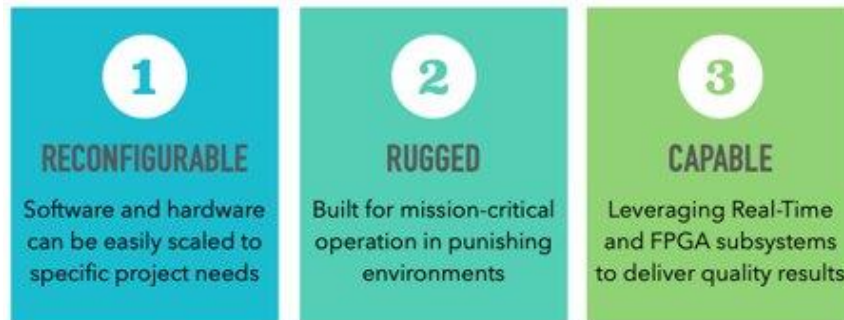 1
RECONFIGURABLE
Software and hardware
can be easily scaled to
specific project needs
2
RUGGED
Built for mission-critical
operation in punishing
environments
3
CAPABLE
Leveraging Real-Time
and FPGA subsystems
to deliver quality results